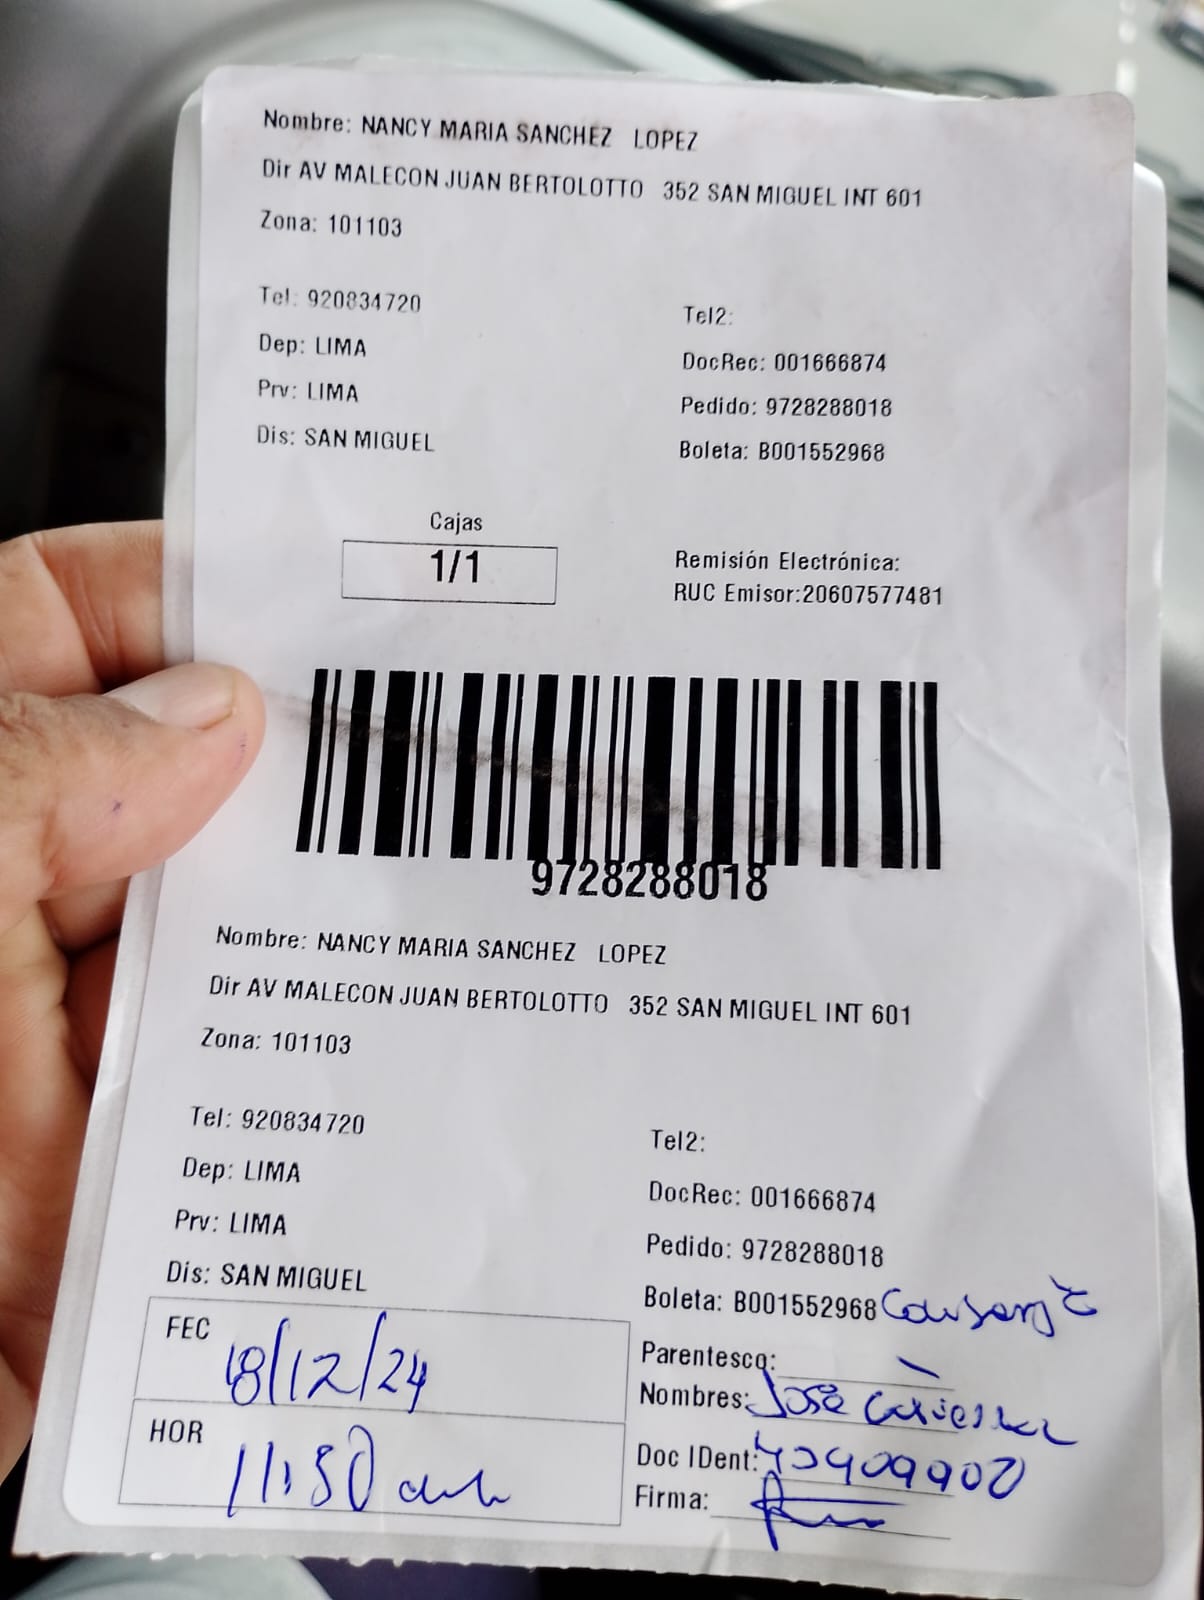 Nombre: NANCY MARIA SANCHEZ LOPEZ
Dir AV MALECON JUAN BERTOLOTTO 352 SAN MIGUEL INT 601
Zona: 101103
Tel: 920834720
Tel2:
Dep: LIMA
DocRec: 001666874
Prv: LIMA
Pedido: 9728288018
Dis: SAN MIGUEL
Boleta: B001552968
Cajas
1/1
Remisión Electrónica:
RUC Emisor:20607577481
9728288018
Nombre: NANCY MARIA SANCHEZ LOPEZ
Dir AV MALECON JUAN BERTOLOTTO 352 SAN MIGUEL INT 601
Zona: 101103
Tel: 920834720
Tel2:
Dep: LIMA
DocRec: 001666874
Prv: LIMA
Pedido: 9728288018
Dis: SAN MIGUEL
Boleta: B001552968
FEC 18/12/24
Parentesco:
Nombres: José
HOR 11:50 am
Doc IDent:
Firma: